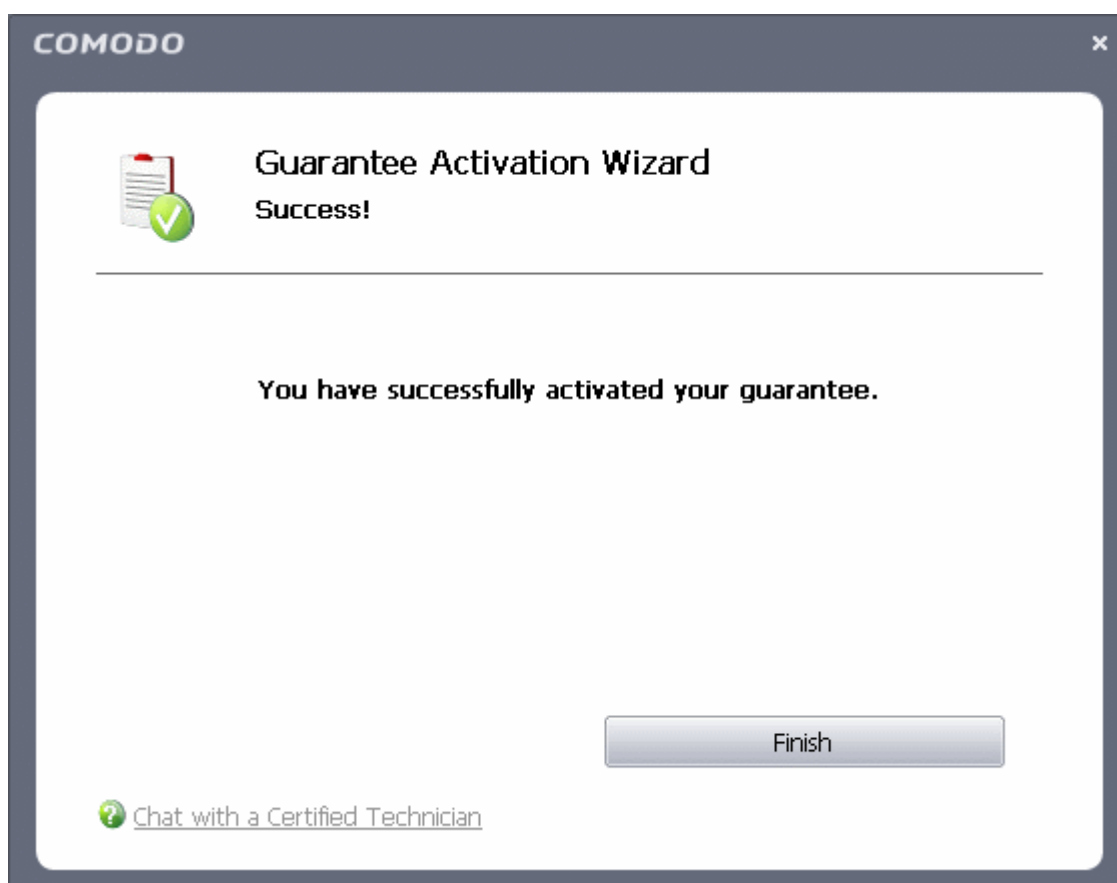 COMODO
Guarantee Activation Wizard
Success!
You have successfully activated your guarantee.
Finish
Chat with a Certified Technician